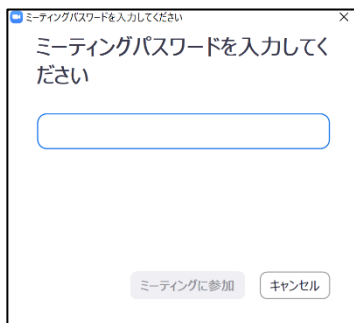 ミーティングパスワードを入力してください
ミーティングパスワードを入力してく
ださい
ミーティングに参加
キャンセル